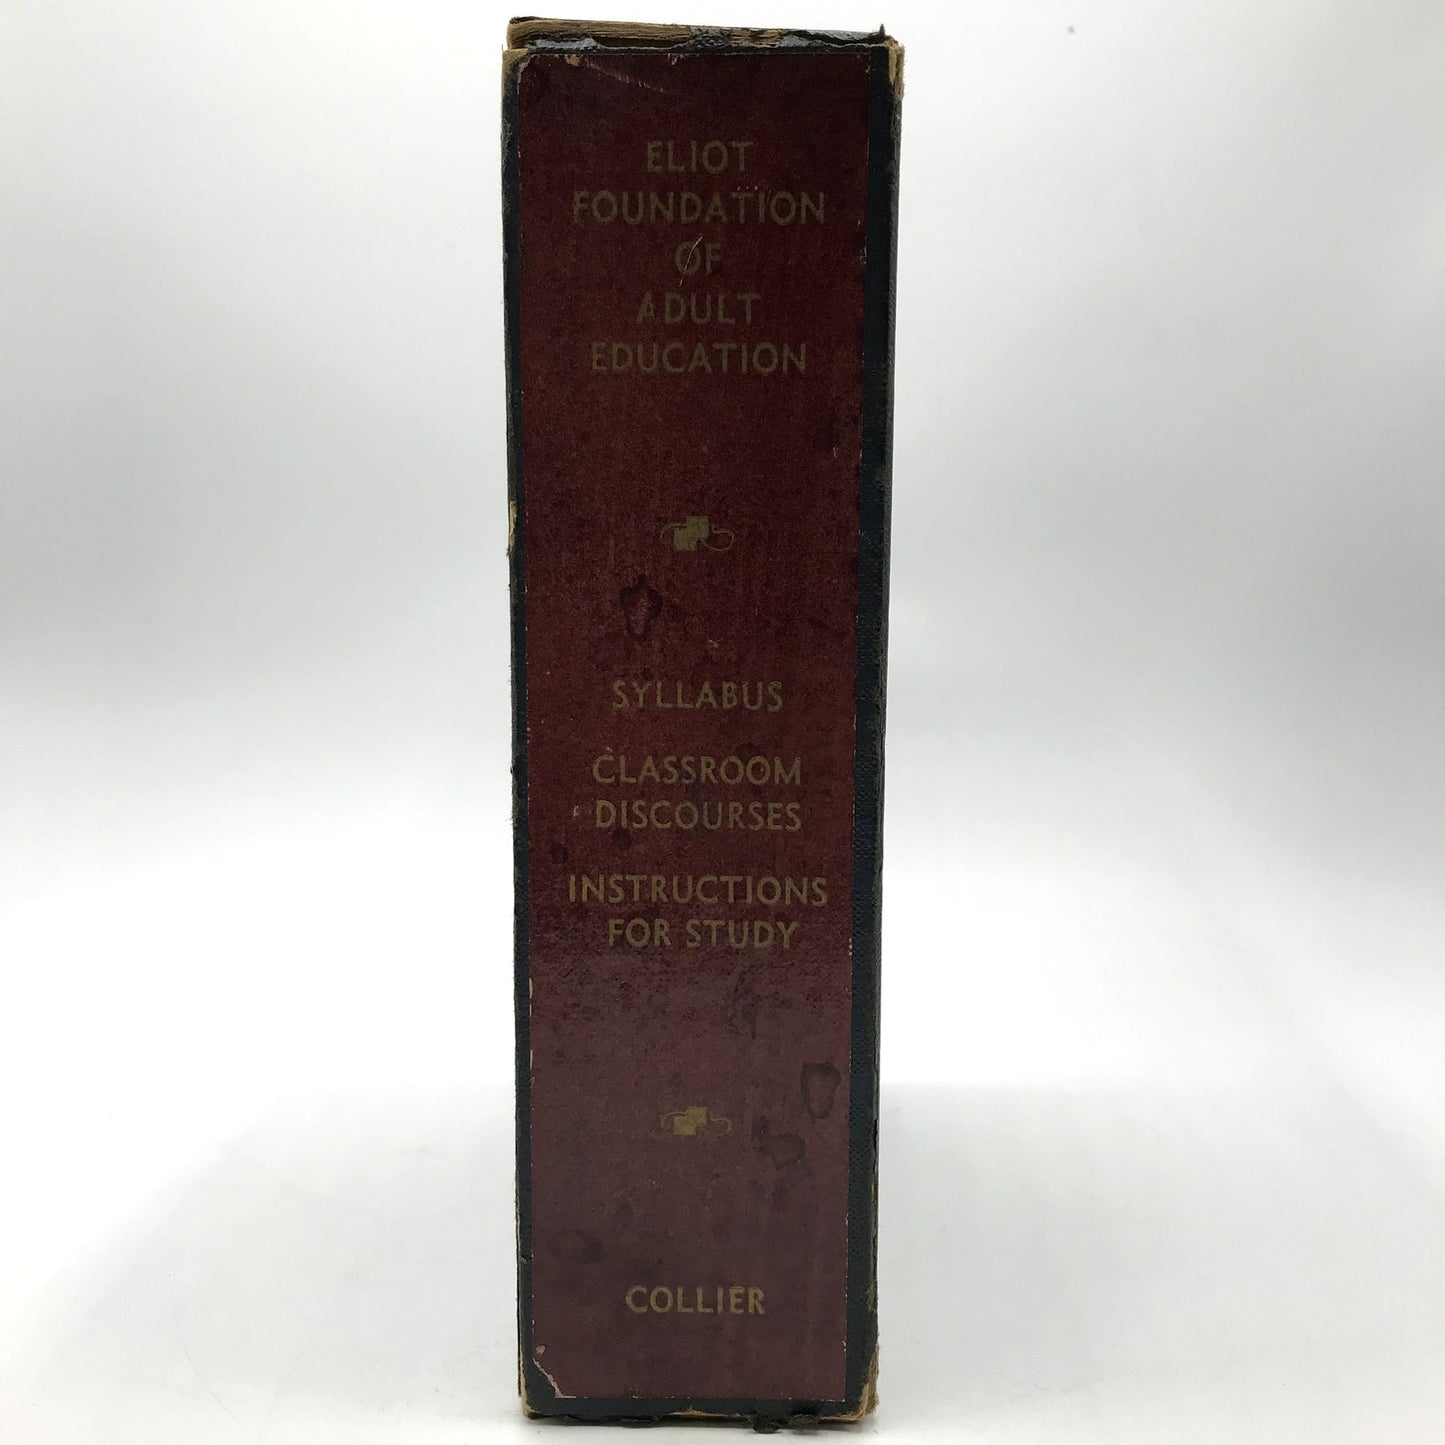 ELIOT
FOUNDATION
OF
ADULT
EDUCATION
SYLLABUS
CLASSROOM
DISCOURSES
INSTRUCTIONS
FOR STUDY
COLLIER